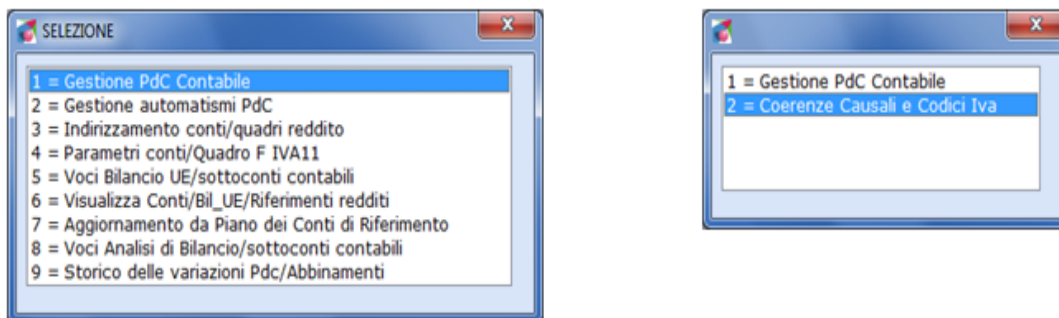 SELEZIONE
1 = Gestione PdC Contabile
2 = Gestione automatismi PdC
3 = Indirizzamento conti/quadri reddito
4 = Parametri conti/Quadro F IVA11
5 = Voci Bilancio UE/sottoconti contabili
6 = Visualizza Conti/Bil_UE/Riferimenti redditi
7 = Aggiornamento da Piano dei Conti di Riferimento
8 = Voci Analisi di Bilancio/sottoconti contabili
9 = Storico delle variazioni Pdc/Abbinamenti
1 = Gestione PdC Contabile
2 = Coerenze Causali e Codici Iva